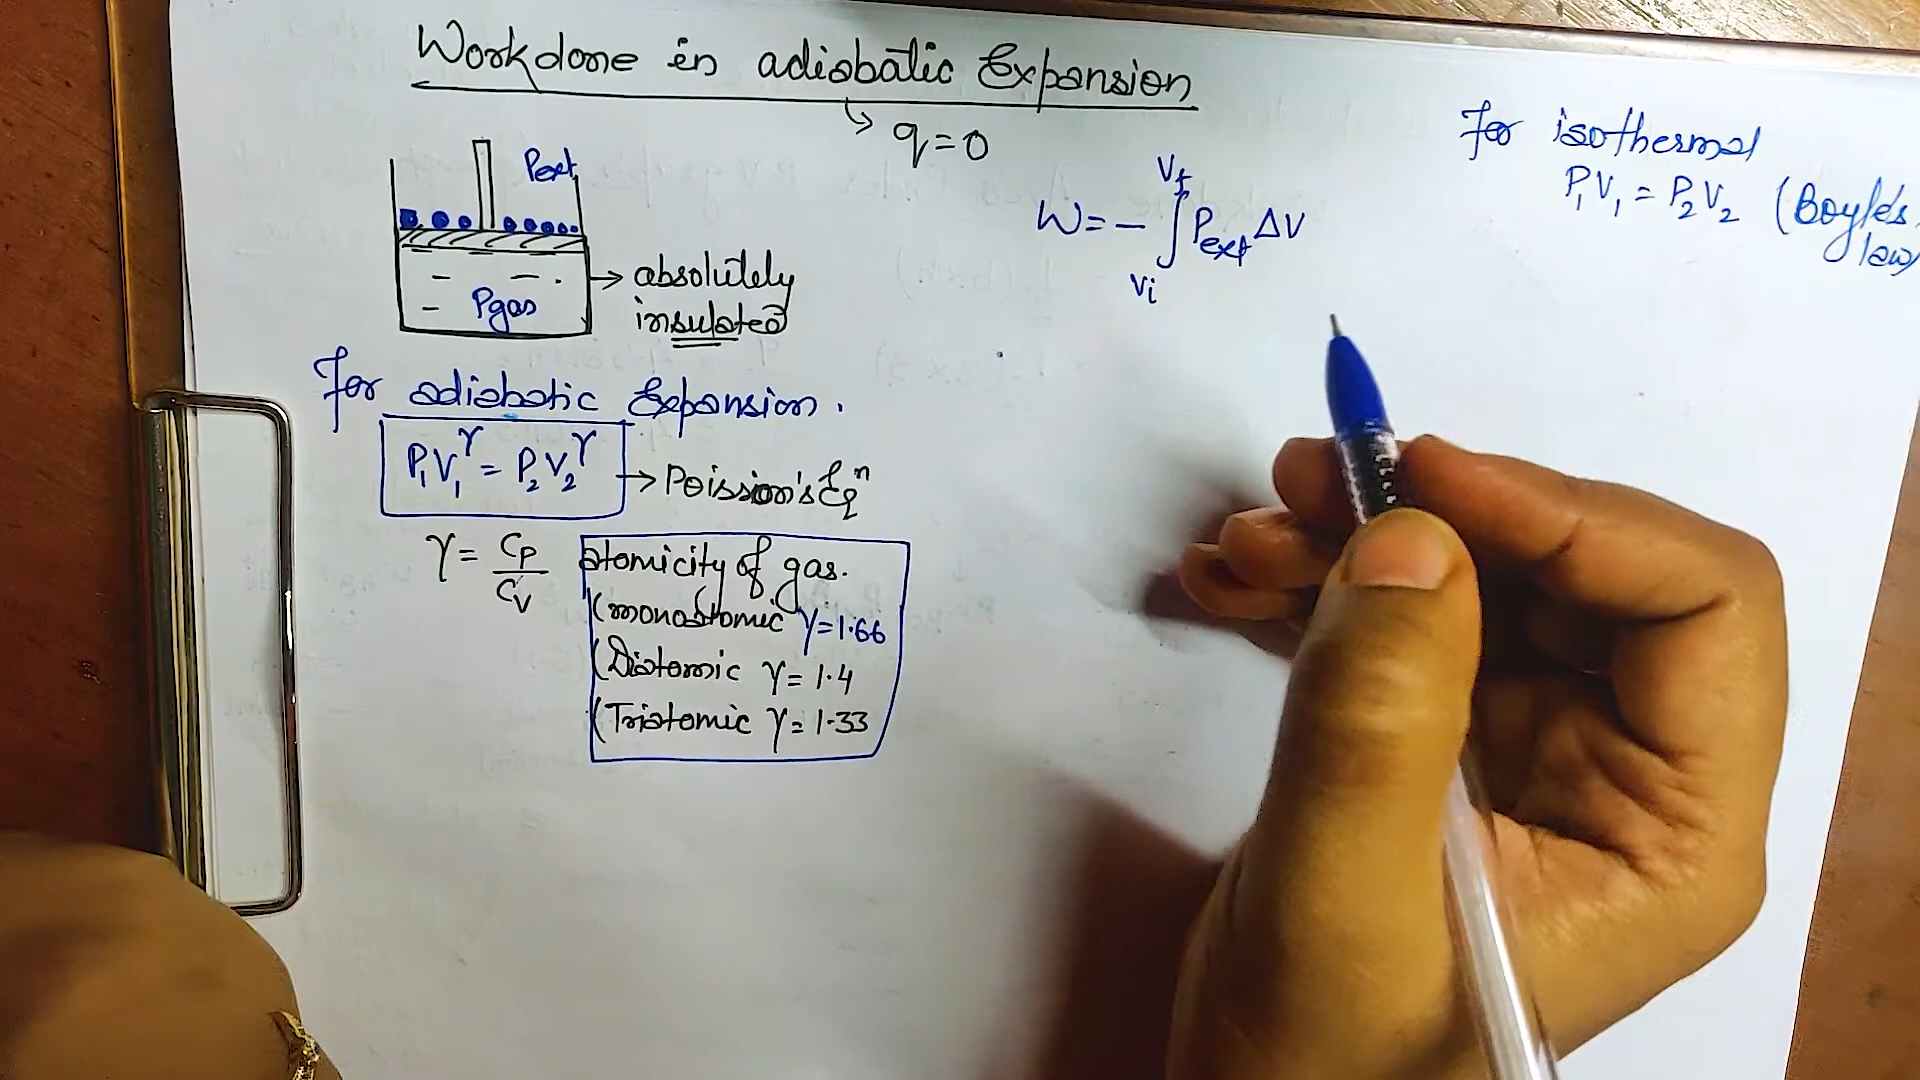 Workdone in adiabatic Expansion
q=0
Pext
Pgas
absolutely
insulated
For adiabatic Expansion.
P₁V₁^γ = P₂V₂^γ → Poission's Eqⁿ
γ = Cp/Cv
atomicity of gas.
(monoatomic γ=1.66
(Diatomic γ= 1.4
(Triatomic γ= 1.33
W= − ∫_{Vi}^{Vf} P_ext ΔV
For isothermal
P₁V₁ = P₂V₂ (Boyle's
law